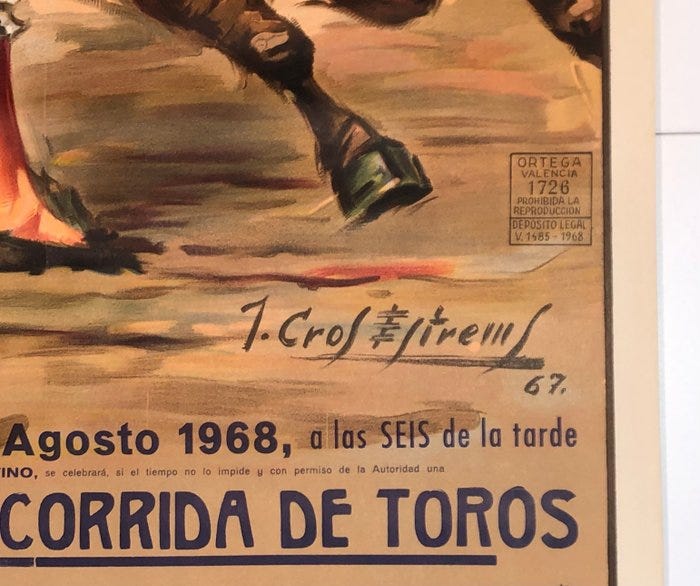 ORTEGA
VALENCIA
1726
PROHIBIDA LA
REPRODUCCION
DEPOSITO LEGAL
V. 1485 - 1968
J. Cros Estrems
67.
Agosto 1968, a las SEIS de la tarde
TINO, se celebrará, si el tiempo no lo impide y con permiso de la Autoridad una
CORRIDA DE TOROS